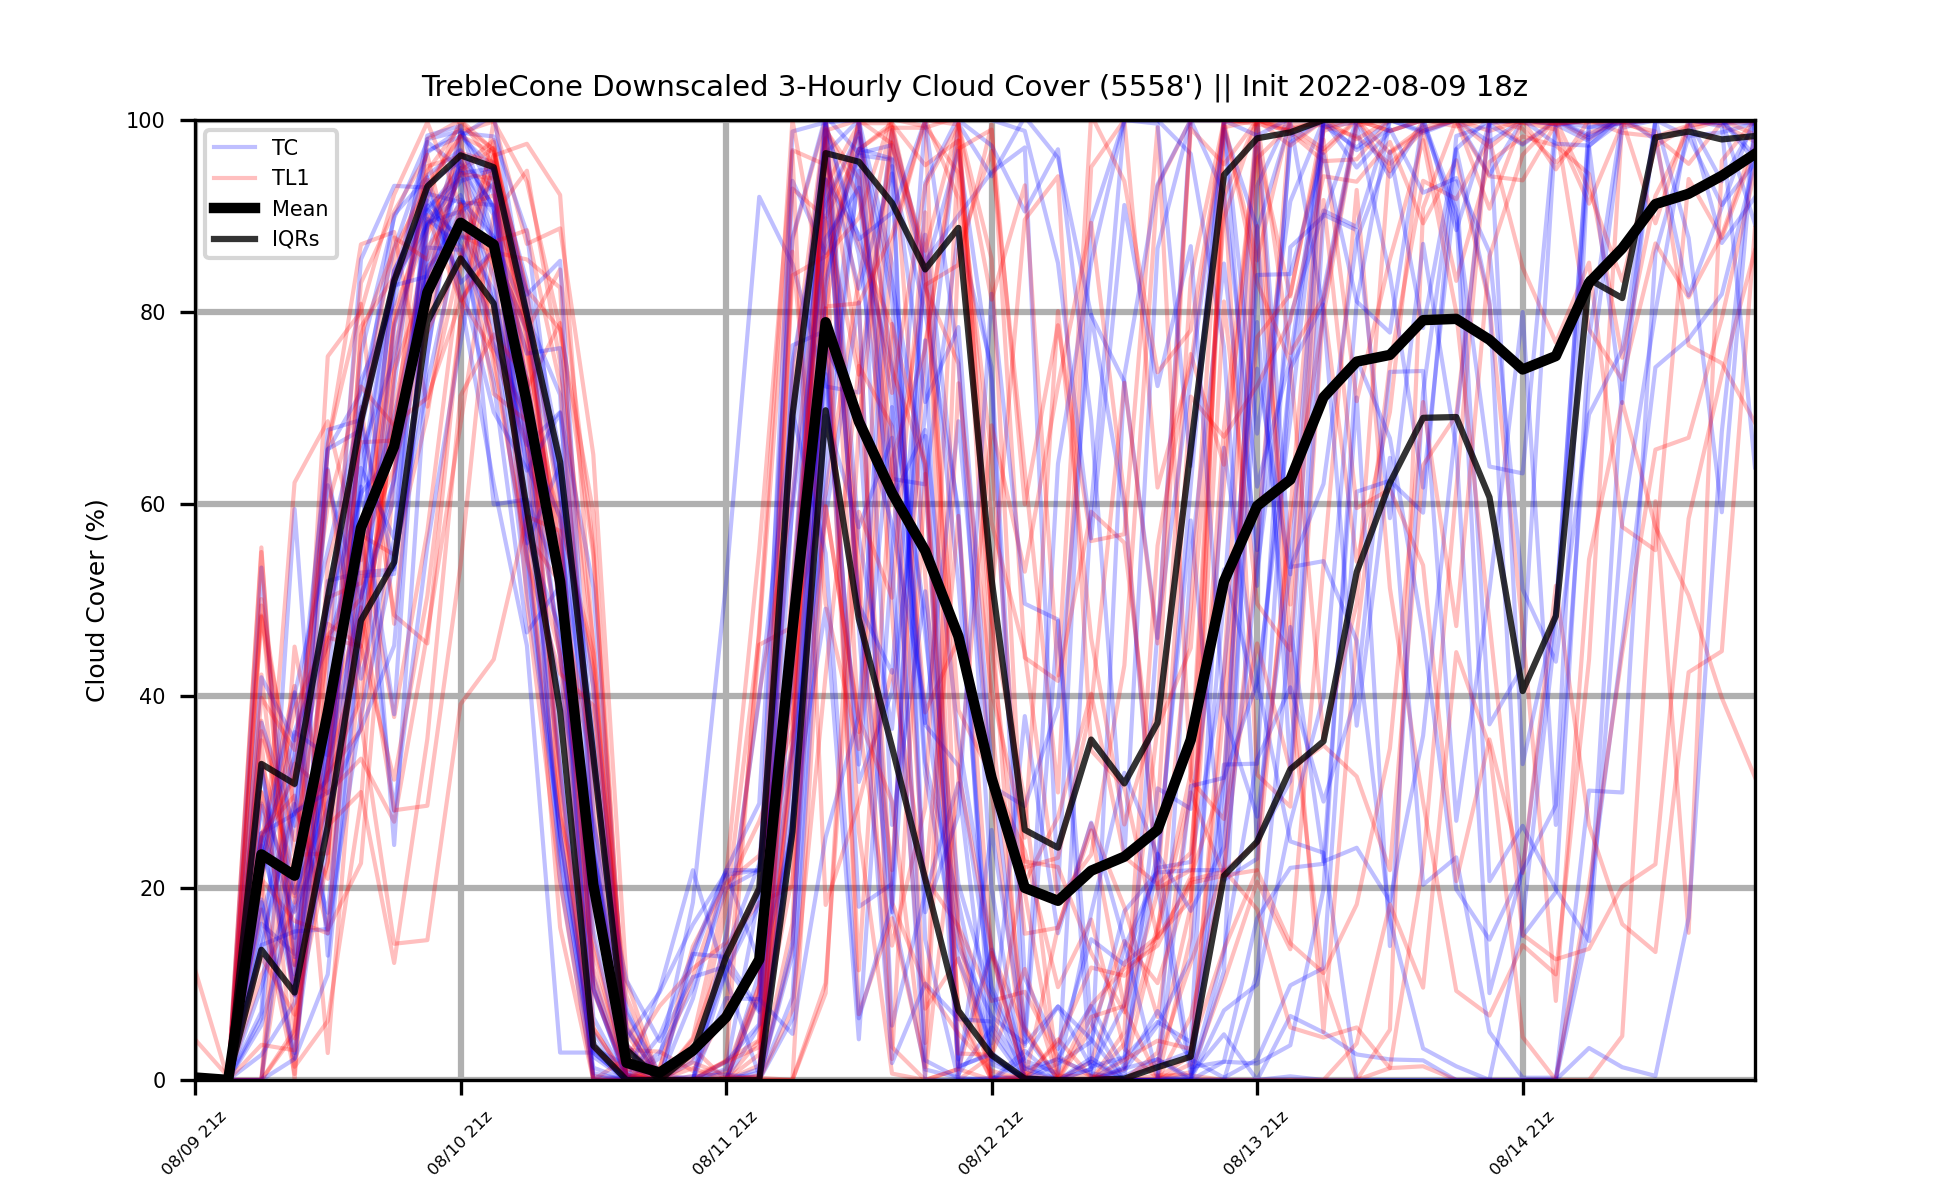 TrebleCone Downscaled 3-Hourly Cloud Cover (5558') || Init 2022-08-09 18z
100
80
60
40
20
0
Cloud Cover (%)
TC
TL1
Mean
IQRs
08/09 21z
08/10 21z
08/11 21z
08/12 21z
08/13 21z
08/14 21z